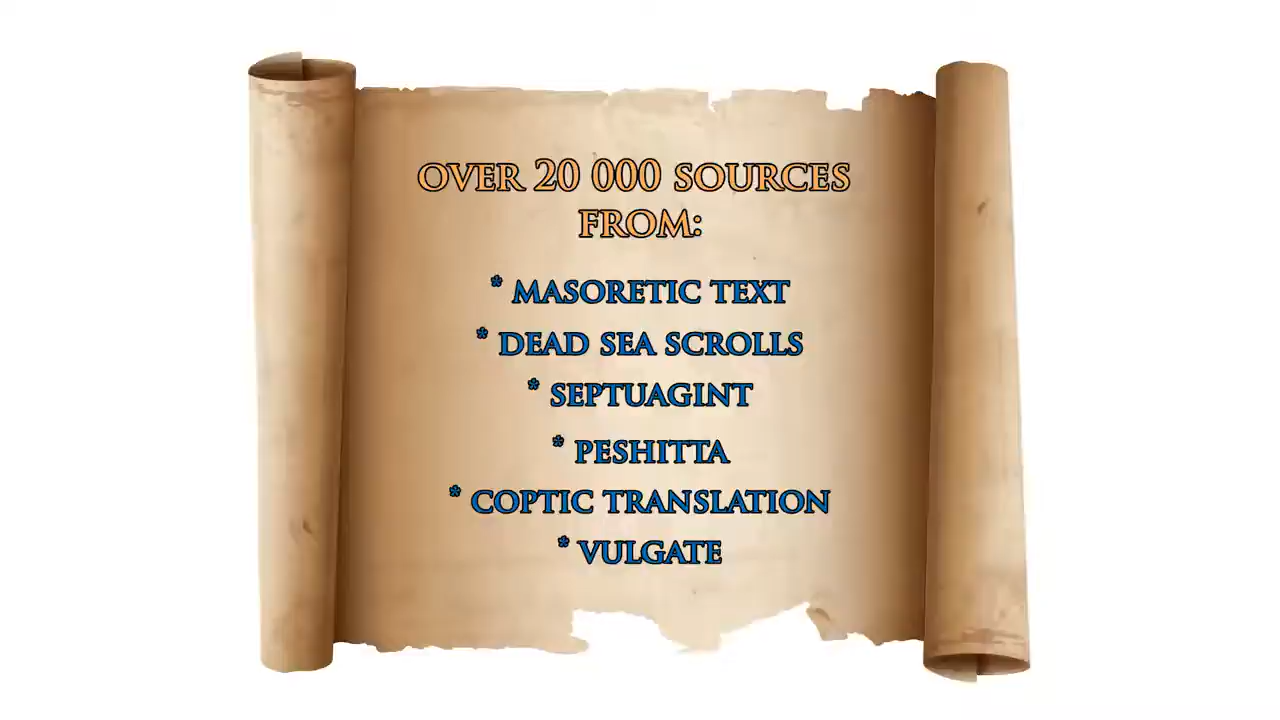 OVER 20 000 SOURCES
FROM:
* MASORETIC TEXT
* DEAD SEA SCROLLS
* SEPTUAGINT
* PESHITTA
* COPTIC TRANSLATION
* VULGATE